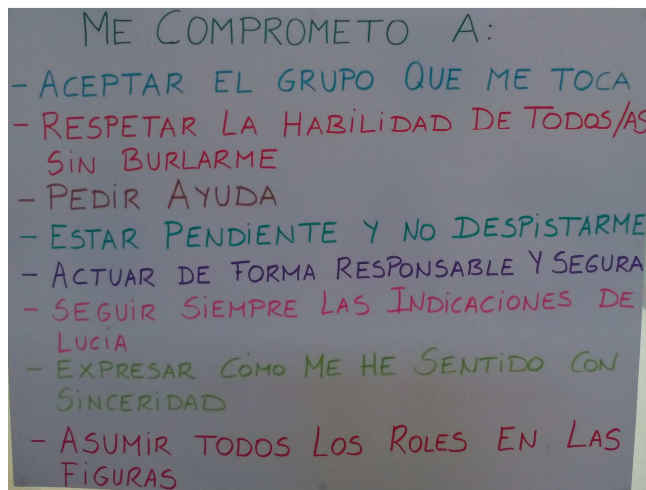 ME COMPROMETO A:
- ACEPTAR EL GRUPO QUE ME TOCA
- RESPETAR LA HABILIDAD DE TODOS/AS
SIN BURLARME
- PEDIR AYUDA
- ESTAR PENDIENTE Y NO DESPISTARME
- ACTUAR DE FORMA RESPONSABLE Y SEGURA
- SEGUIR SIEMPRE LAS INDICACIONES DE
LUCIA
- EXPRESAR CÓMO ME HE SENTIDO CON
SINCERIDAD
- ASUMIR TODOS LOS ROLES EN LAS
FIGURAS